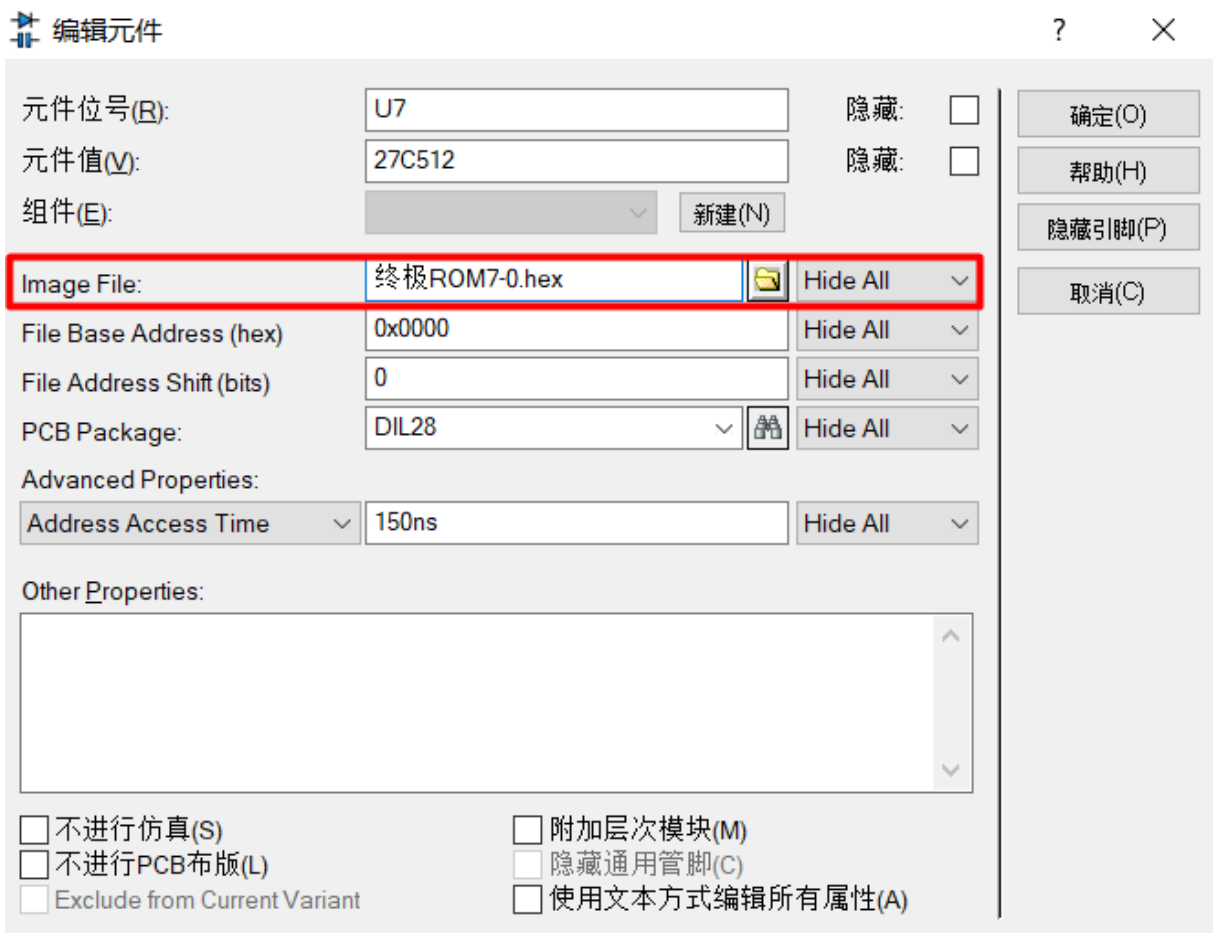 编辑元件 ?
元件位号(R): U7 隐藏: 确定(O)
元件值(V): 27C512 隐藏: 帮助(H)
组件(E): 新建(N) 隐藏引脚(P)
Image File: 终极ROM7-0.hex Hide All 取消(C)
File Base Address (hex) 0x0000 Hide All
File Address Shift (bits) 0 Hide All
PCB Package: DIL28 Hide All
Advanced Properties:
Address Access Time 150ns Hide All
Other Properties:
不进行仿真(S) 附加层次模块(M)
不进行PCB布版(L) 隐藏通用管脚(C)
Exclude from Current Variant 使用文本方式编辑所有属性(A)